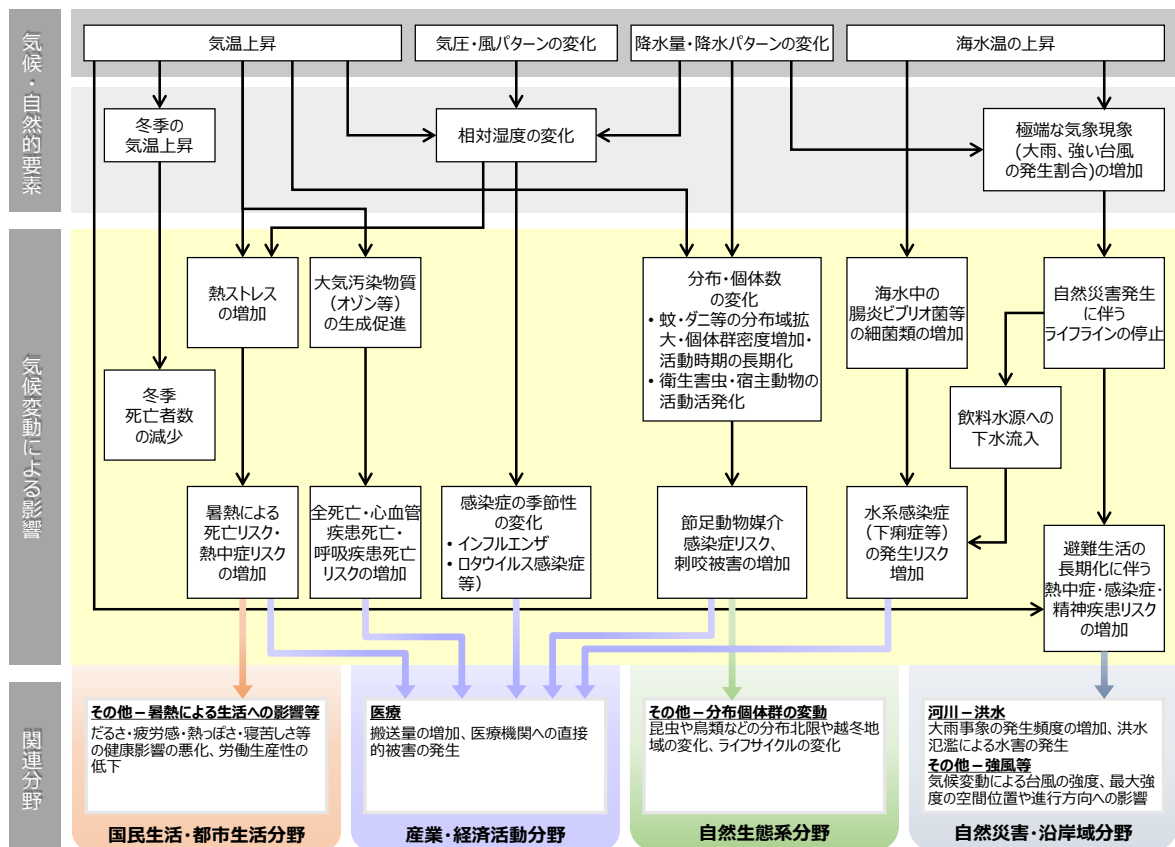 気候・自然的要素
気温上昇
気圧・風パターンの変化
降水量・降水パターンの変化
海水温の上昇
冬季の
気温上昇
相対湿度の変化
極端な気象現象
(大雨、強い台風
の発生割合)の増加
気候変動による影響
熱ストレス
の増加
大気汚染物質
（オゾン等）
の生成促進
分布・個体数
の変化
• 蚊・ダニ等の分布域拡
大・個体群密度増加・
活動時期の長期化
• 衛生害虫・宿主動物の
活動活発化
海水中の
腸炎ビブリオ菌等
の細菌類の増加
自然災害発生
に伴う
ライフラインの停止
冬季
死亡者数
の減少
飲料水源への
下水流入
暑熱による
死亡リスク・
熱中症リスク
の増加
全死亡・心血管
疾患死亡・
呼吸疾患死亡
リスクの増加
感染症の季節性
の変化
• インフルエンザ
• ロタウイルス感染症
等）
節足動物媒介
感染症リスク、
刺咬被害の増加
水系感染症
（下痢症等）
の発生リスク
増加
避難生活の
長期化に伴う
熱中症・感染症・
精神疾患リスク
の増加
関連分野
その他－暑熱による生活への影響等
だるさ・疲労感・熱っぽさ・寝苦しさ等
の健康影響の悪化、労働生産性の
低下
国民生活・都市生活分野
医療
搬送量の増加、医療機関への直接
的被害の発生
産業・経済活動分野
その他－分布個体群の変動
昆虫や鳥類などの分布北限や越冬地
域の変化、ライフサイクルの変化
自然生態系分野
河川－洪水
大雨事象の発生頻度の増加、洪水
氾濫による水害の発生
その他－強風等
気候変動による台風の強度、最大強
度の空間位置や進行方向への影響
自然災害・沿岸域分野